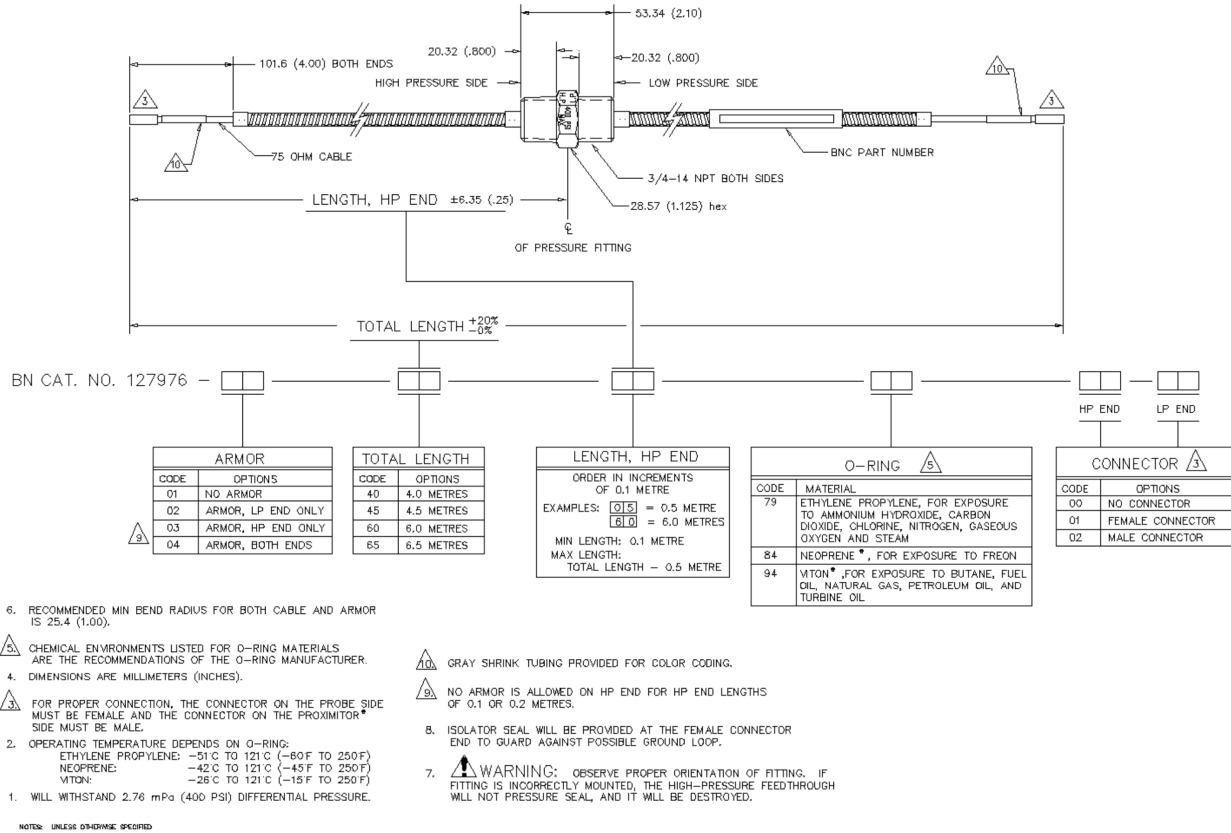 53.34 (2.10)
20.32 (.800)
20.32 (.800)
101.6 (4.00) BOTH ENDS
HIGH PRESSURE SIDE
LOW PRESSURE SIDE
3
10
3
400 PSI
10
75 OHM CABLE
BNC PART NUMBER
3/4-14 NPT BOTH SIDES
28.57 (1.125) hex
LENGTH, HP END ±6.35 (.25)
℄
OF PRESSURE FITTING
TOTAL LENGTH +20% -0%
BN CAT. NO. 127976 -
HP END LP END
ARMOR
CODE OPTIONS
01 NO ARMOR
02 ARMOR, LP END ONLY
03 ARMOR, HP END ONLY
04 ARMOR, BOTH ENDS
9
TOTAL LENGTH
CODE OPTIONS
40 4.0 METRES
45 4.5 METRES
60 6.0 METRES
65 6.5 METRES
LENGTH, HP END
ORDER IN INCREMENTS
OF 0.1 METRE
EXAMPLES: 0 5 = 0.5 METRE
6 0 = 6.0 METRES
MIN LENGTH: 0.1 METRE
MAX LENGTH:
TOTAL LENGTH - 0.5 METRE
O-RING 5
CODE MATERIAL
79 ETHYLENE PROPYLENE, FOR EXPOSURE
TO AMMONIUM HYDROXIDE, CARBON
DIOXIDE, CHLORINE, NITROGEN, GASEOUS
OXYGEN AND STEAM
84 NEOPRENE*, FOR EXPOSURE TO FREON
94 VITON*,FOR EXPOSURE TO BUTANE, FUEL
OIL, NATURAL GAS, PETROLEUM OIL, AND
TURBINE OIL
CONNECTOR 3
CODE OPTIONS
00 NO CONNECTOR
01 FEMALE CONNECTOR
02 MALE CONNECTOR
6. RECOMMENDED MIN BEND RADIUS FOR BOTH CABLE AND ARMOR
IS 25.4 (1.00).
5. CHEMICAL ENVIRONMENTS LISTED FOR O-RING MATERIALS
ARE THE RECOMMENDATIONS OF THE O-RING MANUFACTURER.
4. DIMENSIONS ARE MILLIMETERS (INCHES).
3. FOR PROPER CONNECTION, THE CONNECTOR ON THE PROBE SIDE
MUST BE FEMALE AND THE CONNECTOR ON THE PROXIMITOR*
SIDE MUST BE MALE.
2. OPERATING TEMPERATURE DEPENDS ON O-RING:
ETHYLENE PROPYLENE: -51°C TO 121°C (-60°F TO 250°F)
NEOPRENE: -42°C TO 121°C (-45°F TO 250°F)
VITON: -26°C TO 121°C (-15°F TO 250°F)
1. WILL WITHSTAND 2.76 mPa (400 PSI) DIFFERENTIAL PRESSURE.
NOTES: UNLESS OTHERWISE SPECIFIED
10. GRAY SHRINK TUBING PROVIDED FOR COLOR CODING.
9. NO ARMOR IS ALLOWED ON HP END FOR HP END LENGTHS
OF 0.1 OR 0.2 METRES.
8. ISOLATOR SEAL WILL BE PROVIDED AT THE FEMALE CONNECTOR
END TO GUARD AGAINST POSSIBLE GROUND LOOP.
7. WARNING: OBSERVE PROPER ORIENTATION OF FITTING. IF
FITTING IS INCORRECTLY MOUNTED, THE HIGH-PRESSURE FEEDTHROUGH
WILL NOT PRESSURE SEAL, AND IT WILL BE DESTROYED.